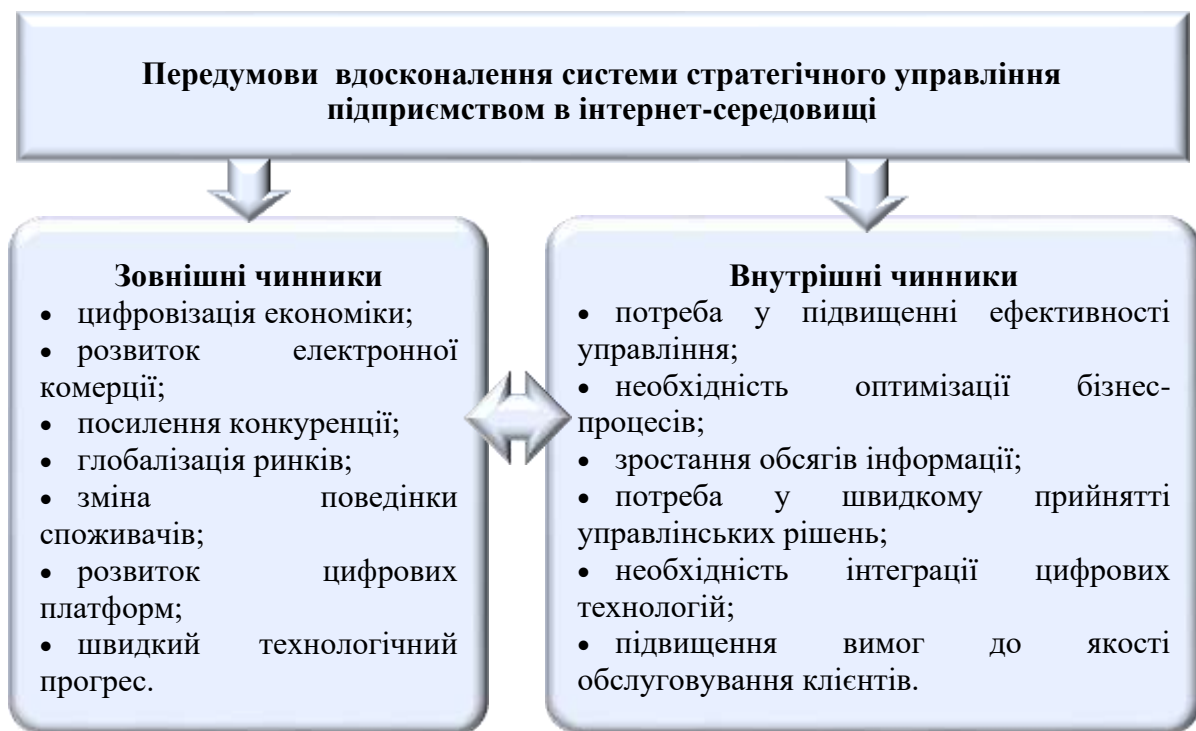 Передумови вдосконалення системи стратегічного управління
підприємством в інтернет-середовищі
Зовнішні чинники
• цифровізація економіки;
• розвиток електронної
комерції;
• посилення конкуренції;
• глобалізація ринків;
• зміна поведінки
споживачів;
• розвиток цифрових
платформ;
• швидкий технологічний
прогрес.
Внутрішні чинники
• потреба у підвищенні ефективності
управління;
• необхідність оптимізації бізнес-
процесів;
• зростання обсягів інформації;
• потреба у швидкому прийнятті
управлінських рішень;
• необхідність інтеграції цифрових
технологій;
• підвищення вимог до якості
обслуговування клієнтів.